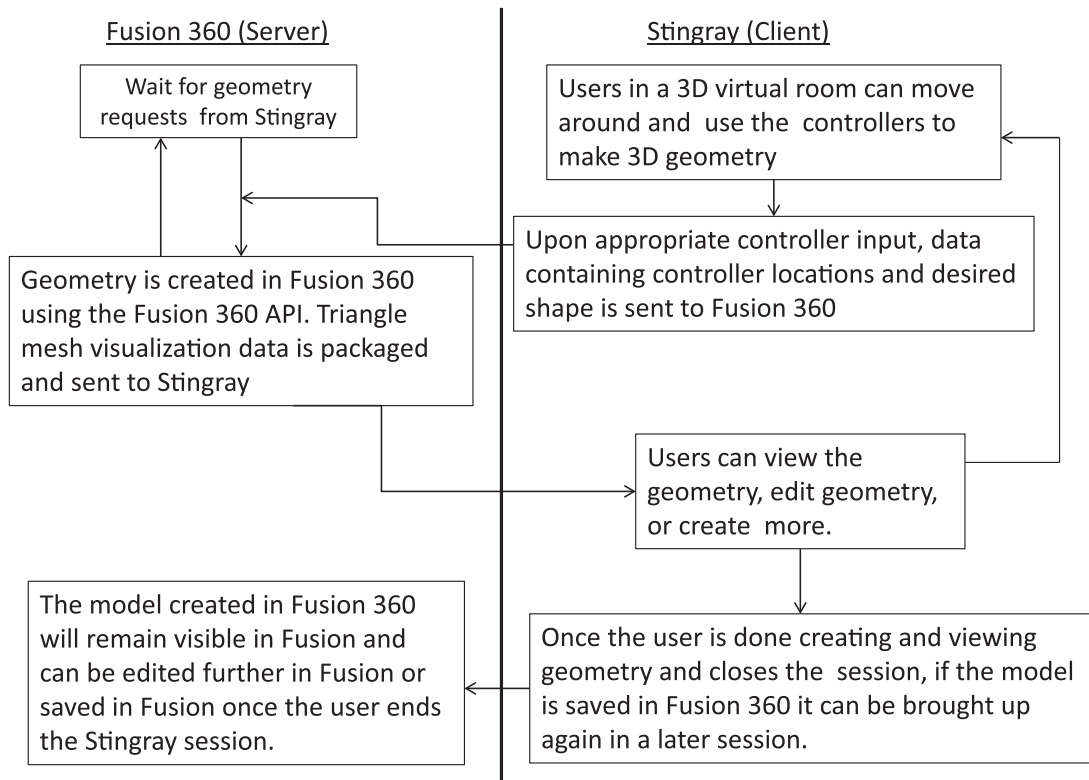 Fusion 360 (Server)
Wait for geometry
requests from Stingray
Geometry is created in Fusion 360
using the Fusion 360 API. Triangle
mesh visualization data is packaged
and sent to Stingray
The model created in Fusion 360
will remain visible in Fusion and
can be edited further in Fusion or
saved in Fusion once the user ends
the Stingray session.
Stingray (Client)
Users in a 3D virtual room can move
around and use the controllers to
make 3D geometry
Upon appropriate controller input, data
containing controller locations and desired
shape is sent to Fusion 360
Users can view the
geometry, edit geometry,
or create more.
Once the user is done creating and viewing
geometry and closes the session, if the model
is saved in Fusion 360 it can be brought up
again in a later session.